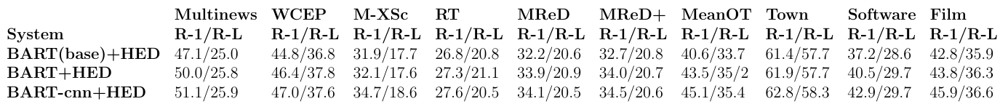 Multinews WCEP M-XSc RT MReD MReD+ MeanOT Town Software Film
System R-1/R-L R-1/R-L R-1/R-L R-1/R-L R-1/R-L R-1/R-L R-1/R-L R-1/R-L R-1/R-L R-1/R-L
BART(base)+HED 47.1/25.0 44.8/36.8 31.9/17.7 26.8/20.8 32.2/20.6 32.7/20.8 40.6/33.7 61.4/57.7 37.2/28.6 42.8/35.9
BART+HED 50.0/25.8 46.4/37.8 32.1/17.6 27.3/21.1 33.9/20.9 34.0/20.7 43.5/35/2 61.9/57.7 40.5/29.7 43.8/36.3
BART-cnn+HED 51.1/25.9 47.0/37.6 34.7/18.6 27.6/20.5 34.1/20.5 34.5/20.6 45.1/35.4 62.8/58.3 42.9/29.7 45.9/36.6